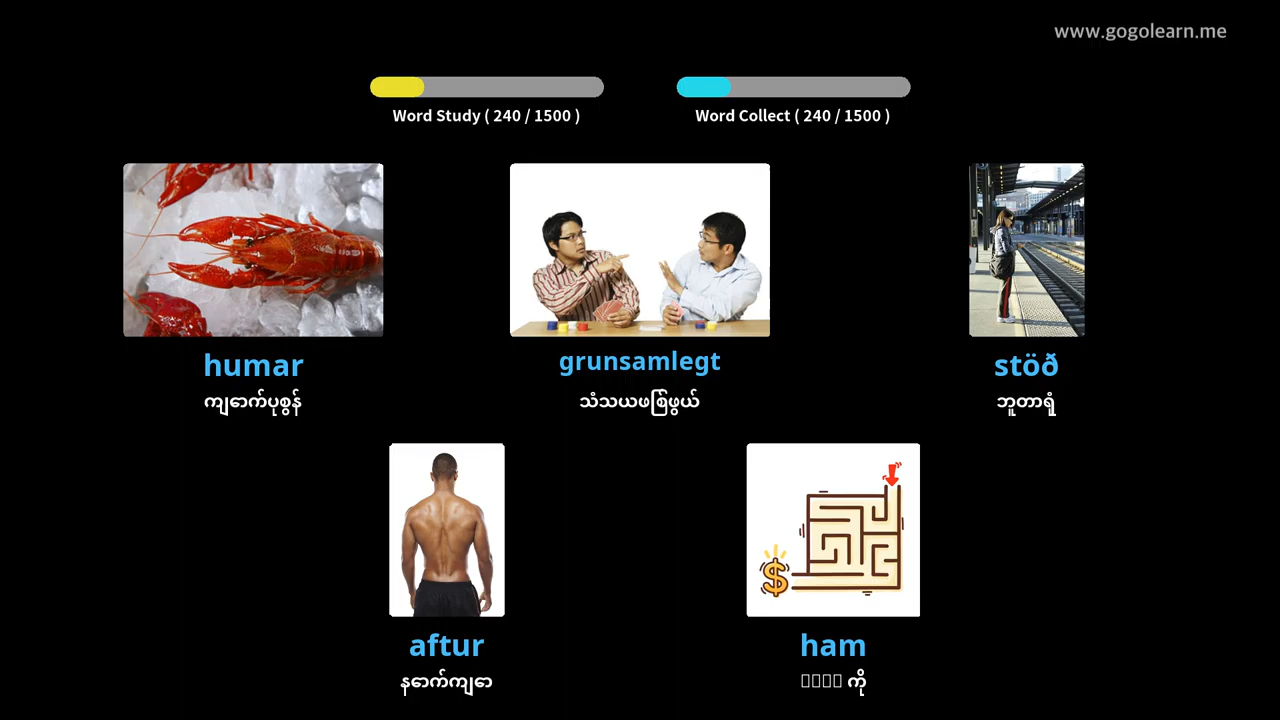 www.gogolearn.me
Word Study ( 240 / 1500 )
Word Collect ( 240 / 1500 )
humar
grunsamlegt
stöð
ကျောက်ပုစွန်
သံသယဖြစ်ဖွယ်
ဘူတာရုံ
aftur
ham
နောက်ကျော
ကို